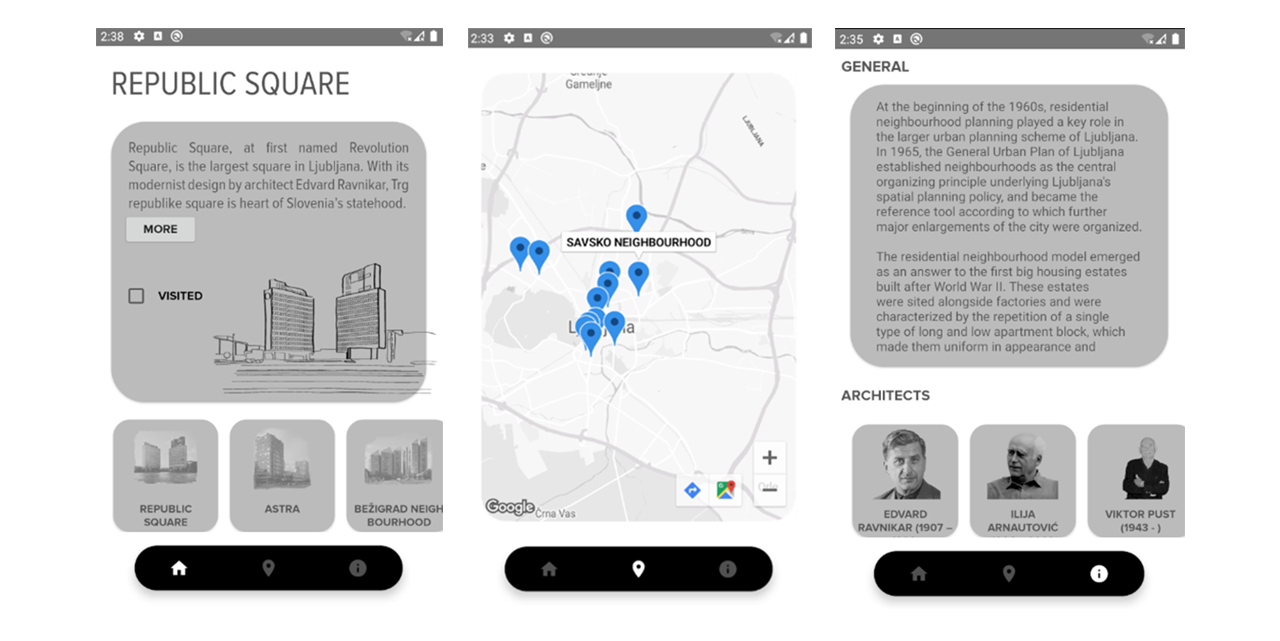 2:38
REPUBLIC SQUARE
Republic Square, at first named Revolution
Square, is the largest square in Ljubljana. With its
modernist design by architect Edvard Ravnikar, Trg
republike square is heart of Slovenia's statehood.
MORE
VISITED
REPUBLIC
SQUARE
ASTRA
BEŽIGRAD NEIGH
BOURHOOD
2:33
Gameljne
LJUBLJANA
SAVSKO NEIGHBOURHOOD
Google
Črna Vas
2:35
GENERAL
At the beginning of the 1960s, residential
neighbourhood planning played a key role in
the larger urban planning scheme of Ljubljana.
In 1965, the General Urban Plan of Ljubljana
established neighbourhoods as the central
organizing principle underlying Ljubljana's
spatial planning policy, and became the
reference tool according to which further
major enlargements of the city were organized.
The residential neighbourhood model emerged
as an answer to the first big housing estates
built after World War II. These estates
were sited alongside factories and were
characterized by the repetition of a single
type of long and low apartment block, which
made them uniform in appearance and
ARCHITECTS
EDVARD
RAVNIKAR (1907 –
ILIJA
ARNAUTOVIĆ
VIKTOR PUST
(1943 - )